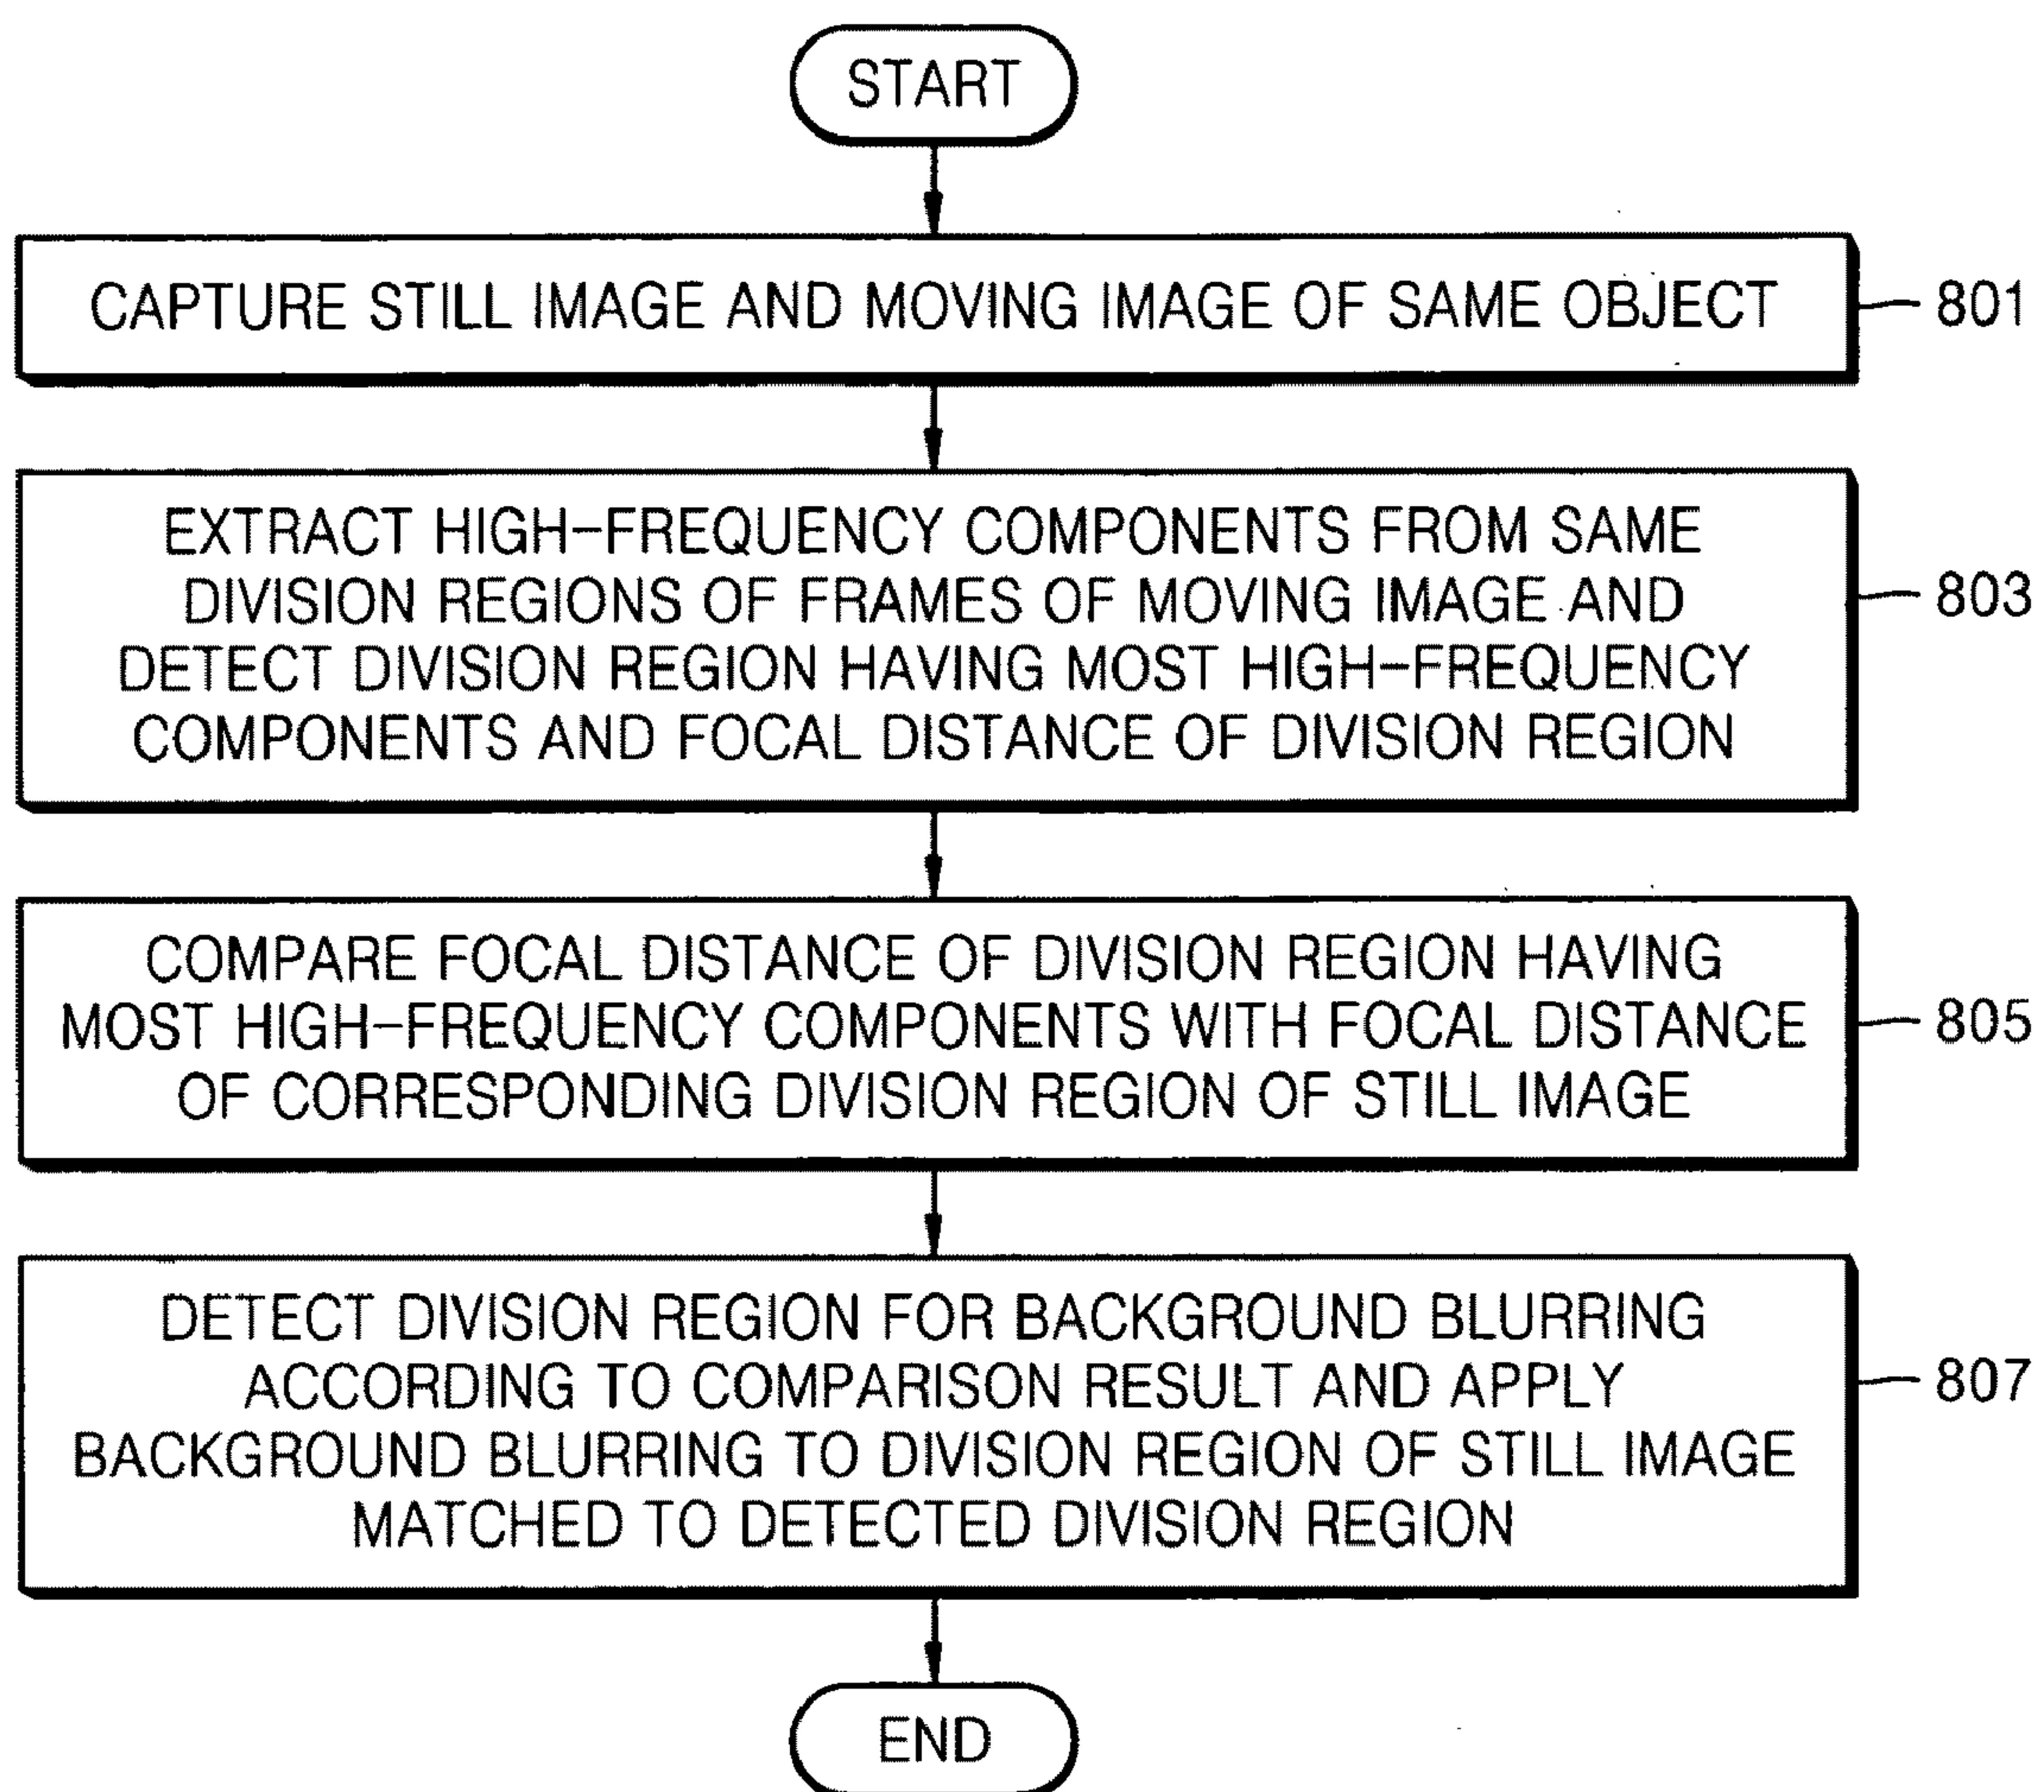 START
CAPTURE STILL IMAGE AND MOVING IMAGE OF SAME OBJECT
801
EXTRACT HIGH-FREQUENCY COMPONENTS FROM SAME
DIVISION REGIONS OF FRAMES OF MOVING IMAGE AND
DETECT DIVISION REGION HAVING MOST HIGH-FREQUENCY
COMPONENTS AND FOCAL DISTANCE OF DIVISION REGION
803
COMPARE FOCAL DISTANCE OF DIVISION REGION HAVING
MOST HIGH-FREQUENCY COMPONENTS WITH FOCAL DISTANCE
OF CORRESPONDING DIVISION REGION OF STILL IMAGE
805
DETECT DIVISION REGION FOR BACKGROUND BLURRING
ACCORDING TO COMPARISON RESULT AND APPLY
BACKGROUND BLURRING TO DIVISION REGION OF STILL IMAGE
MATCHED TO DETECTED DIVISION REGION
807
END